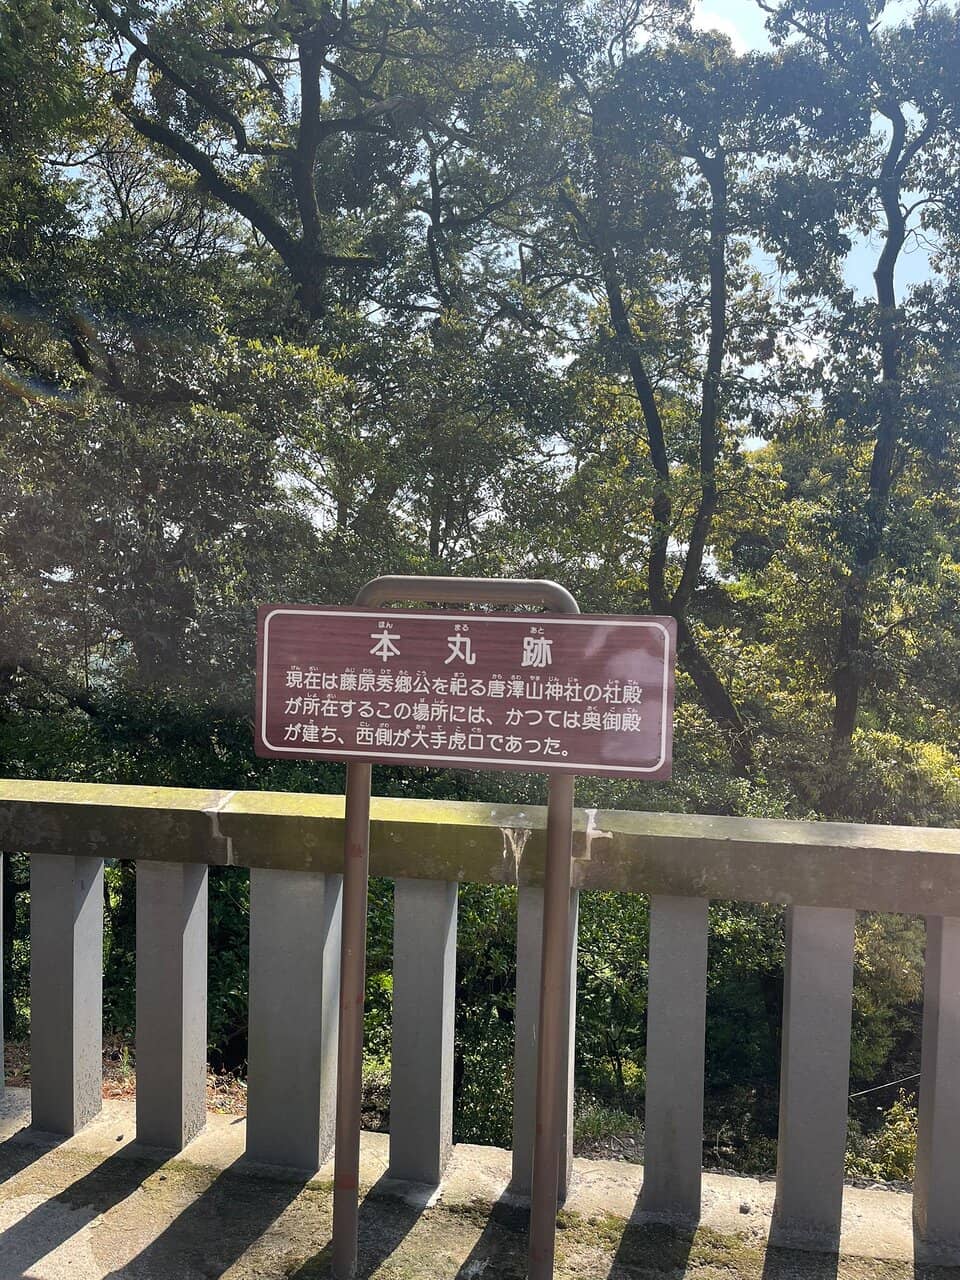 本丸跡
現在は藤原秀郷公を祀る唐澤山神社の社殿
が所在するこの場所には、かつては奥御殿
が建ち、西側が大手虎口であった。